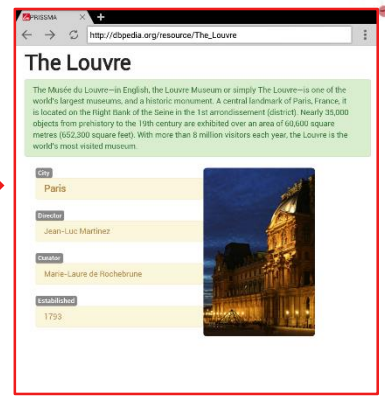 PRISSMA
http://dbpedia.org/resource/The_Louvre
The Louvre
The Musée du Louvre—in English, the Louvre Museum or simply The Louvre—is one of the
world's largest museums, and a historic monument. A central landmark of Paris, France, it
is located on the Right Bank of the Seine in the 1st arrondissement (district). Nearly 35,000
objects from prehistory to the 19th century are exhibited over an area of 60,600 square
metres (652,300 square feet). With more than 8 million visitors each year, the Louvre is the
world's most visited museum.
City
Paris
Director
Jean-Luc Martinez
Curator
Marie-Laure de Rochebrune
Estabilished
1793